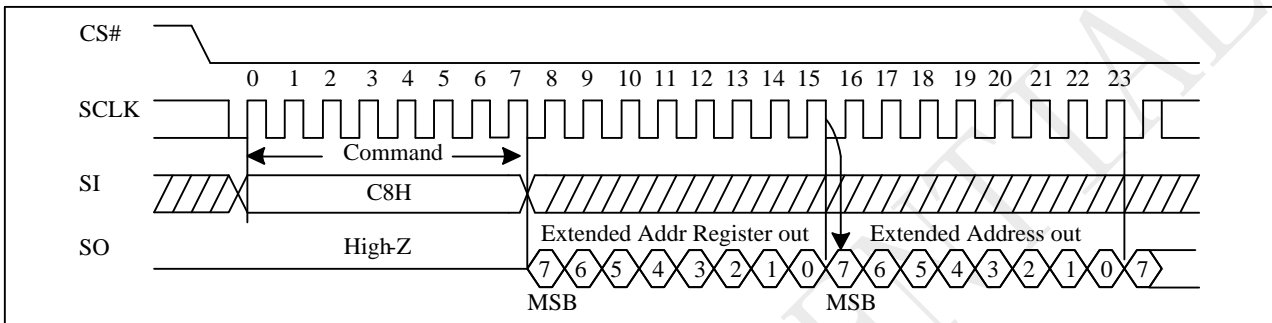 CS#
0 1 2 3 4 5 6 7 8 9 10 11 12 13 14 15 16 17 18 19 20 21 22 23
SCLK
Command
SI
C8H
SO
High-Z
Extended Addr Register out
Extended Address out
7 6 5 4 3 2 1 0 7 6 5 4 3 2 1 0 7
MSB
MSB